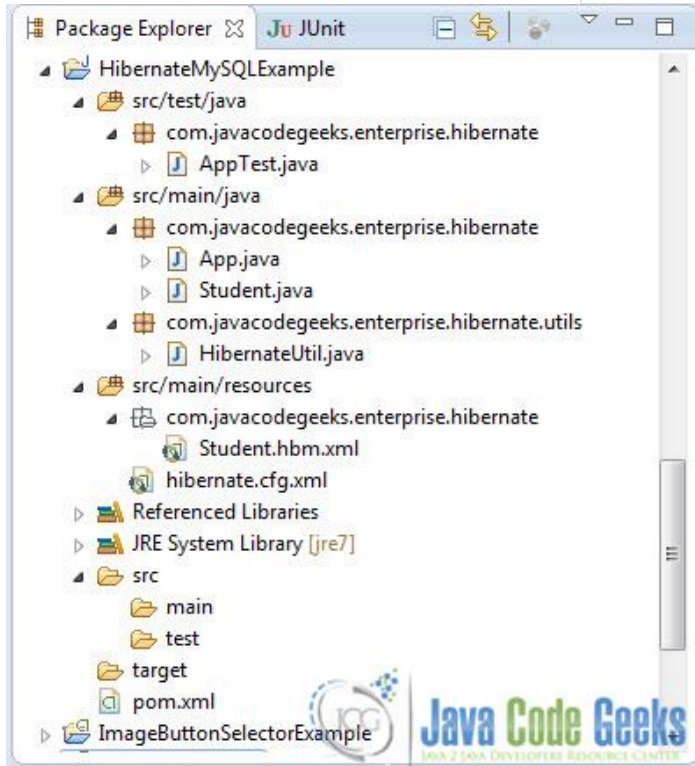 Package Explorer JUnit
HibernateMySQLExample
src/test/java
com.javacodegeeks.enterprise.hibernate
AppTest.java
src/main/java
com.javacodegeeks.enterprise.hibernate
App.java
Student.java
com.javacodegeeks.enterprise.hibernate.utils
HibernateUtil.java
src/main/resources
com.javacodegeeks.enterprise.hibernate
Student.hbm.xml
hibernate.cfg.xml
Referenced Libraries
JRE System Library [jre7]
src
main
test
target
pom.xml
ImageButtonSelectorExample
JCG
Java Code Geeks
JAVA 2 JAVA DEVELOPERS RESOURCE CENTER